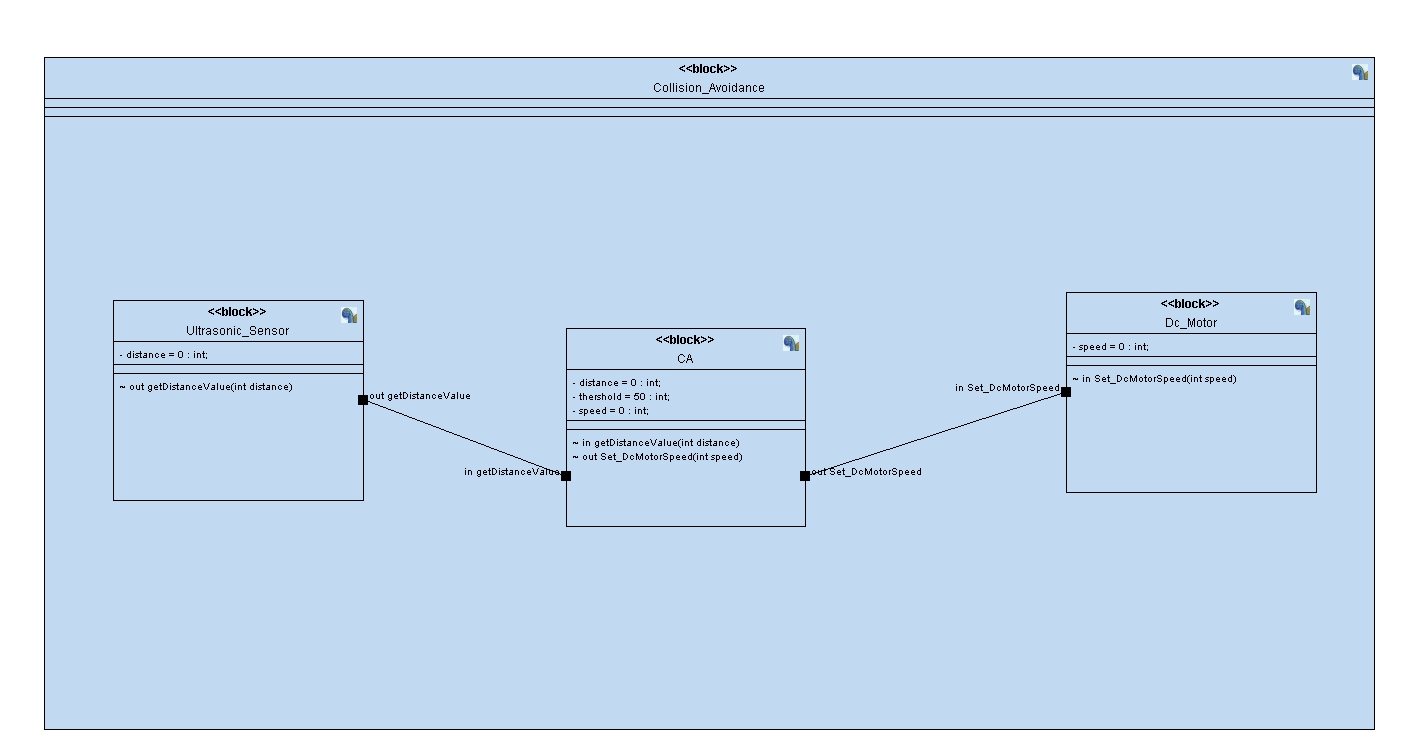 <<block>>
Collision_Avoidance
<<block>>
Ultrasonic_Sensor
- distance = 0 : int;
~ out getDistanceValue(int distance)
out getDistanceValue
<<block>>
CA
- distance = 0 : int;
- thershold = 50 : int;
- speed = 0 : int;
~ in getDistanceValue(int distance)
~ out Set_DcMotorSpeed(int speed)
in getDistanceValue
out Set_DcMotorSpeed
<<block>>
Dc_Motor
- speed = 0 : int;
~ in Set_DcMotorSpeed(int speed)
in Set_DcMotorSpeed